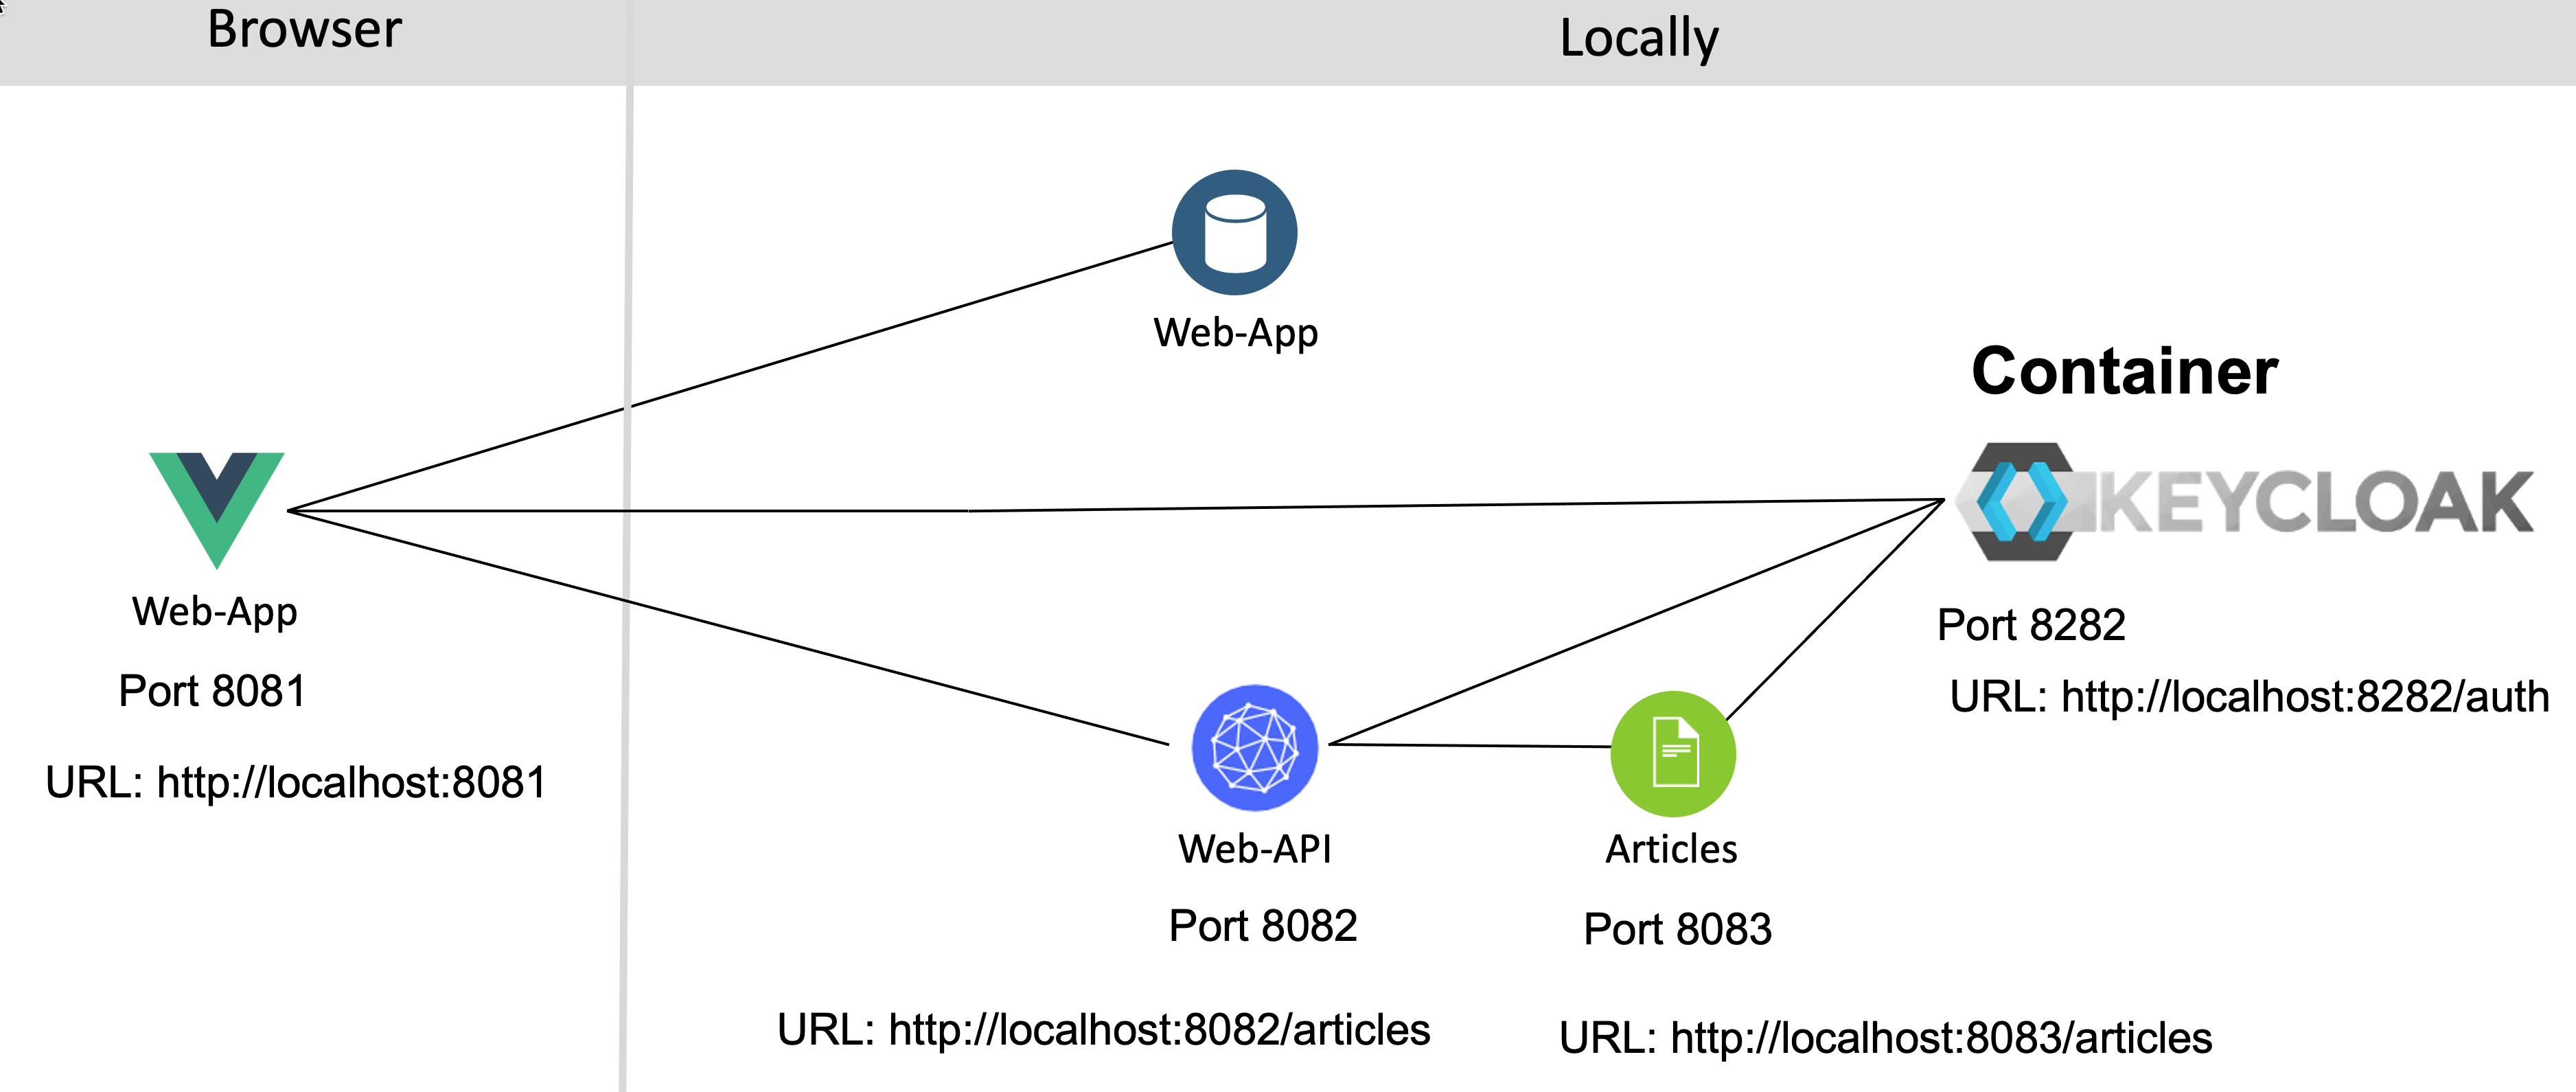 Browser
Locally
Web-App
Container
KEYCLOAK
Web-App
Port 8081
URL: http://localhost:8081
Port 8282
URL: http://localhost:8282/auth
Web-API
Port 8082
URL: http://localhost:8082/articles
Articles
Port 8083
URL: http://localhost:8083/articles